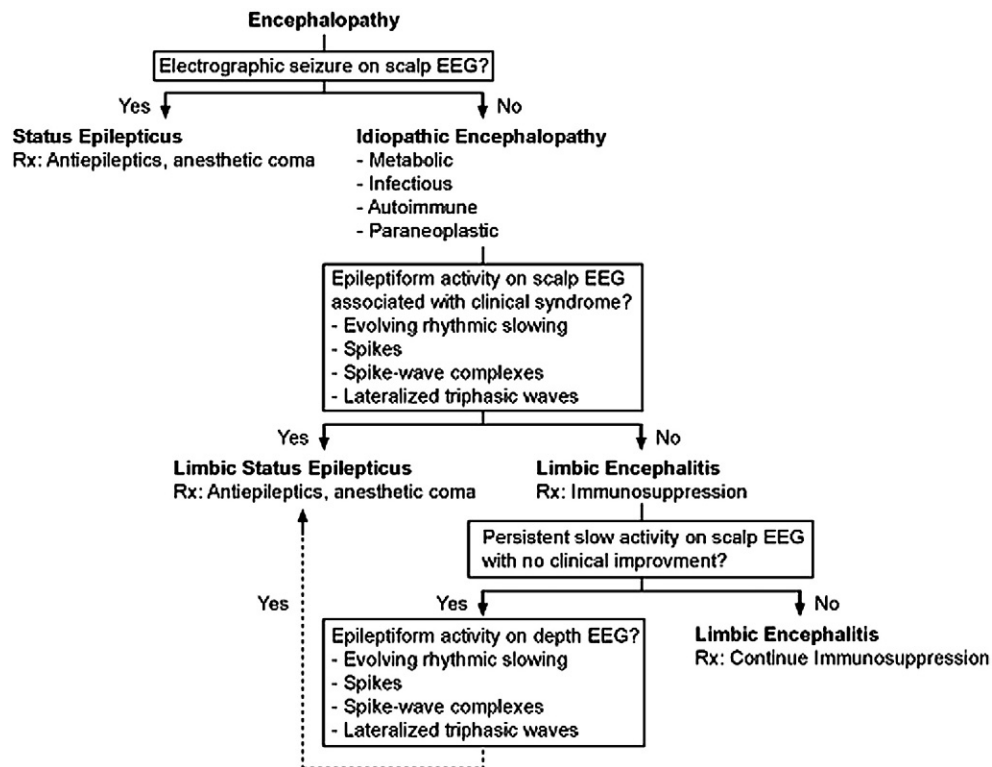 Encephalopathy
Electrographic seizure on scalp EEG?
Yes
No
Status Epilepticus
Rx: Antiepileptics, anesthetic coma
Idiopathic Encephalopathy
- Metabolic
- Infectious
- Autoimmune
- Paraneoplastic
Epileptiform activity on scalp EEG
associated with clinical syndrome?
- Evolving rhythmic slowing
- Spikes
- Spike-wave complexes
- Lateralized triphasic waves
Yes
No
Limbic Status Epilepticus
Rx: Antiepileptics, anesthetic coma
Limbic Encephalitis
Rx: Immunosuppression
Persistent slow activity on scalp EEG
with no clinical improvment?
Yes
Yes
No
Epileptiform activity on depth EEG?
- Evolving rhythmic slowing
- Spikes
- Spike-wave complexes
- Lateralized triphasic waves
Limbic Encephalitis
Rx: Continue Immunosuppression